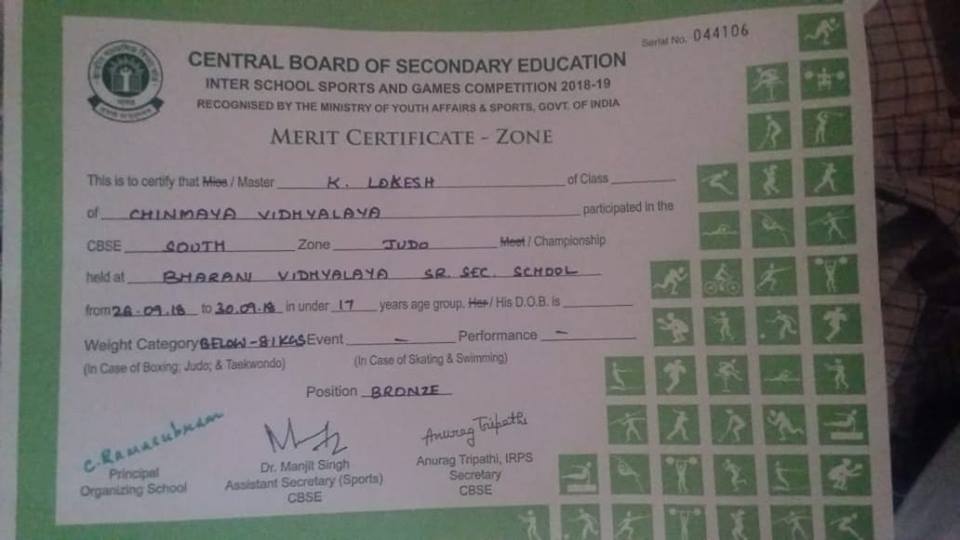 Serial No. 044106
CENTRAL BOARD OF SECONDARY EDUCATION
INTER SCHOOL SPORTS AND GAMES COMPETITION 2018-19
RECOGNISED BY THE MINISTRY OF YOUTH AFFAIRS & SPORTS, GOVT. OF INDIA
MERIT CERTIFICATE - ZONE
This is to certify that Miss / Master K. LOKESH of Class
of CHINMAYA VIDHYALAYA participated in the
CBSE SOUTH Zone JUDO Meet / Championship
held at BHARANI VIDHYALAYA SR. SEC. SCHOOL
from 28.09.18 to 30.09.18 in under 17 years age group, Her / His D.O.B. is
Weight Category BELOW-81KGS Event - Performance -
(In Case of Boxing, Judo, & Taekwondo) (In Case of Skating & Swimming)
Position BRONZE
C. Ramasubmam
Anurag Tripathi
Principal
Organizing School
Dr. Manjit Singh
Assistant Secretary (Sports)
CBSE
Anurag Tripathi, IRPS
Secretary
CBSE